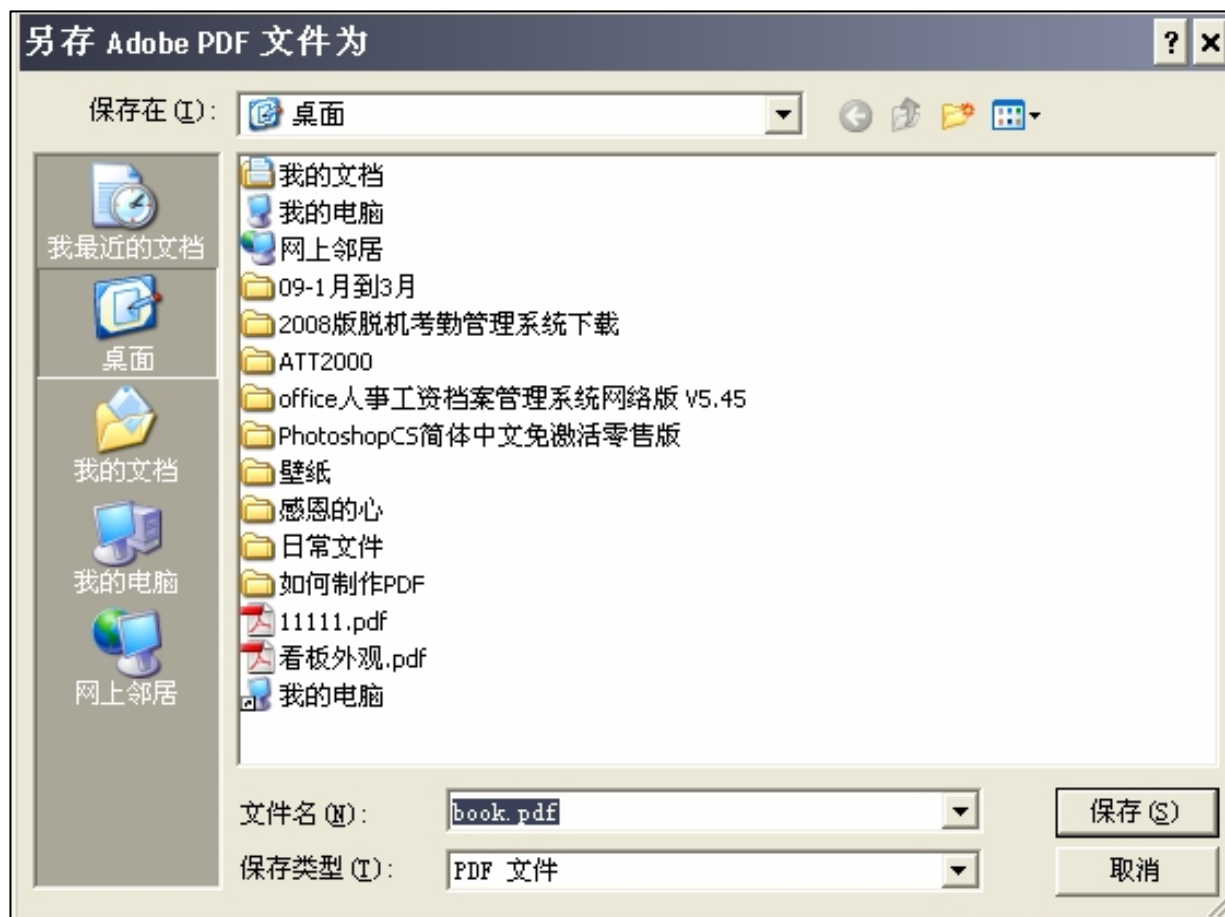 另存 Adobe PDF 文件为
保存在(I): 桌面
我最近的文档
桌面
我的文档
我的电脑
网上邻居
我的文档
我的电脑
网上邻居
09-1月到3月
2008版脱机考勤管理系统下载
ATT2000
office人事工资档案管理系统网络版 V5.45
PhotoshopCS简体中文免激活零售版
壁纸
感恩的心
日常文件
如何制作PDF
11111.pdf
看板外观.pdf
我的电脑
文件名(N): book.pdf 保存(S)
保存类型(T): PDF 文件 取消